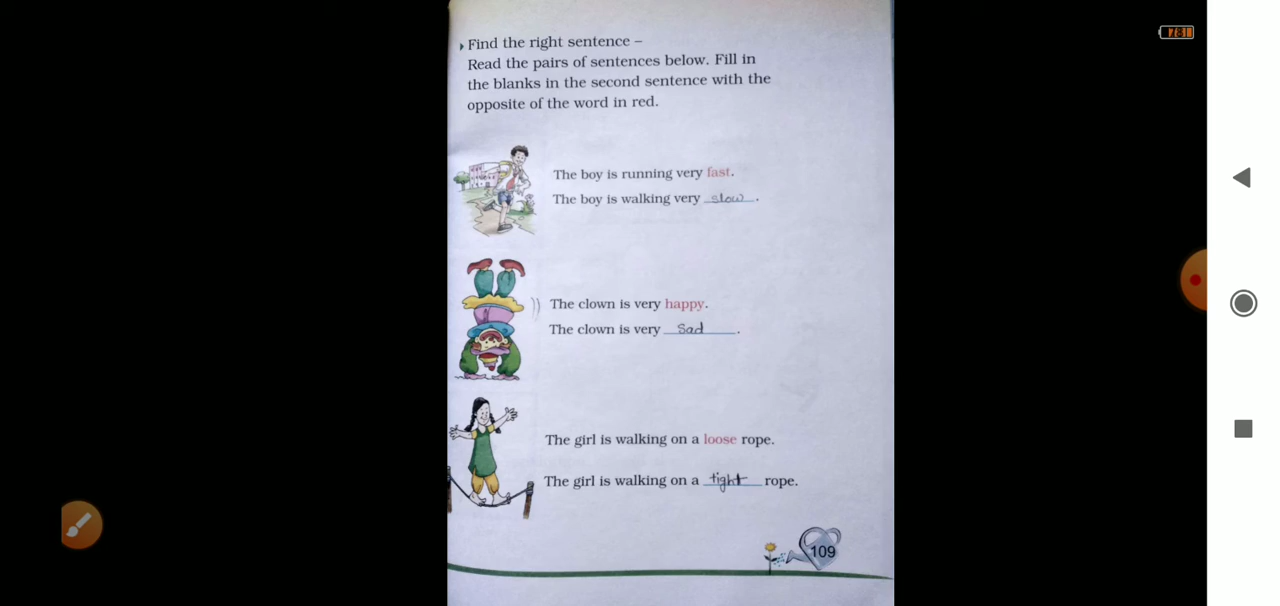 Find the right sentence –
Read the pairs of sentences below. Fill in
the blanks in the second sentence with the
opposite of the word in red.
The boy is running very fast.
The boy is walking very slow.
The clown is very happy.
The clown is very Sad.
The girl is walking on a loose rope.
The girl is walking on a tight rope.
109